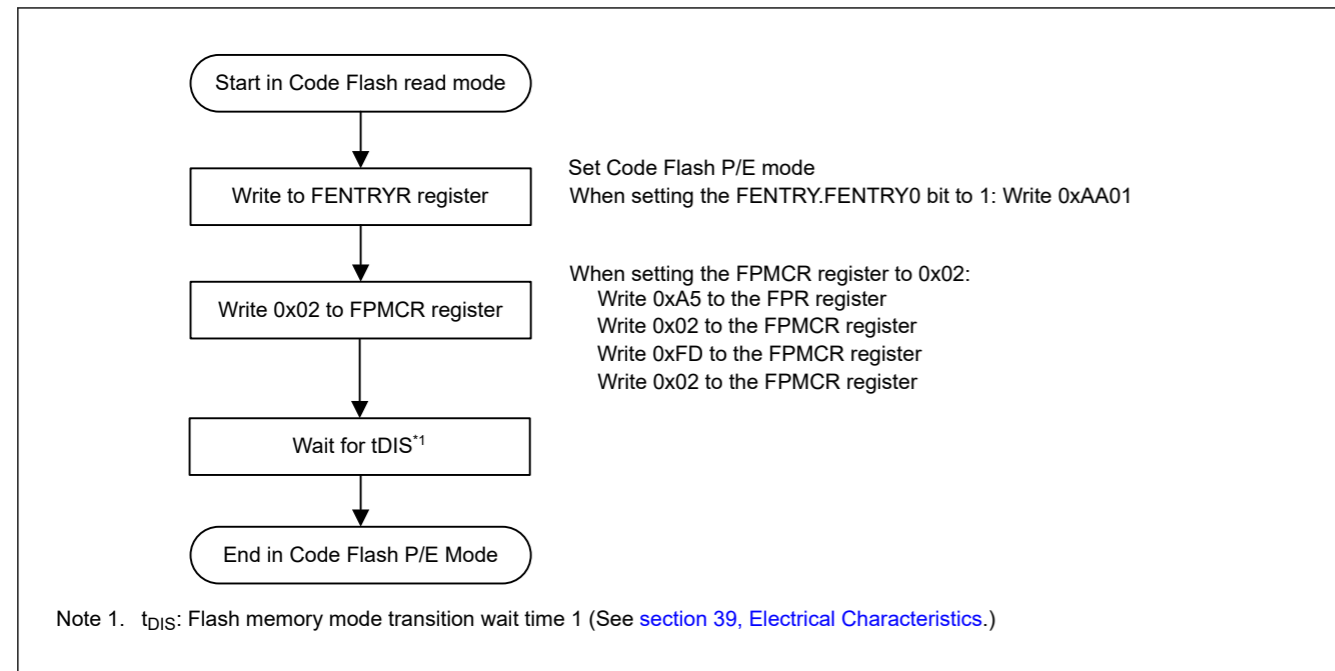 Start in Code Flash read mode
Write to FENTRYR register
Set Code Flash P/E mode
When setting the FENTRY.FENTRY0 bit to 1: Write 0xAA01
Write 0x02 to FPMCR register
When setting the FPMCR register to 0x02:
Write 0xA5 to the FPR register
Write 0x02 to the FPMCR register
Write 0xFD to the FPMCR register
Write 0x02 to the FPMCR register
Wait for tDIS*1
End in Code Flash P/E Mode
Note 1. tDIS: Flash memory mode transition wait time 1 (See section 39, Electrical Characteristics.)